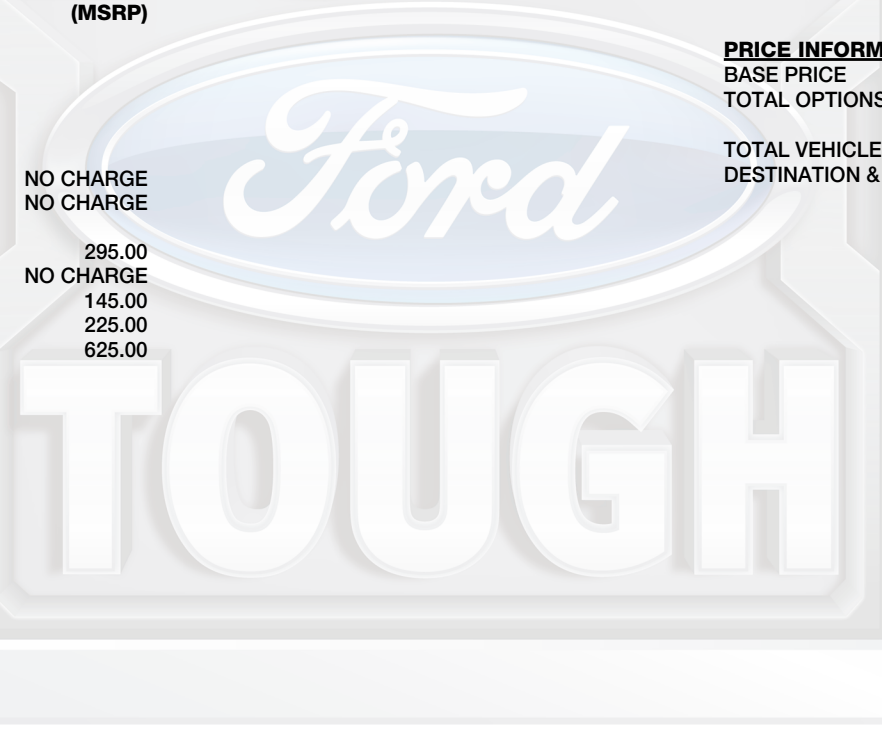 (MSRP)
NO CHARGE
NO CHARGE
295.00
NO CHARGE
145.00
225.00
625.00
PRICE INFORM
BASE PRICE
TOTAL OPTIONS
TOTAL VEHICLE
DESTINATION &
Ford
TOUGH